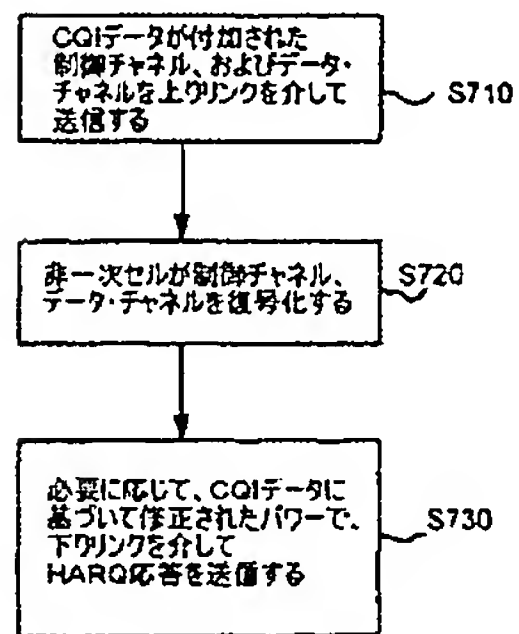 CQIデータが付加された
制御チャネル、およびデータ・
チャネルを上りリンクを介して
送信する
S710
非一次セルが制御チャネル、
データ・チャネルを復号化する
S720
必要に応じて、CQIデータに
基づいて修正されたパワーで、
下りリンクを介して
HARQ応答を送信する
S730